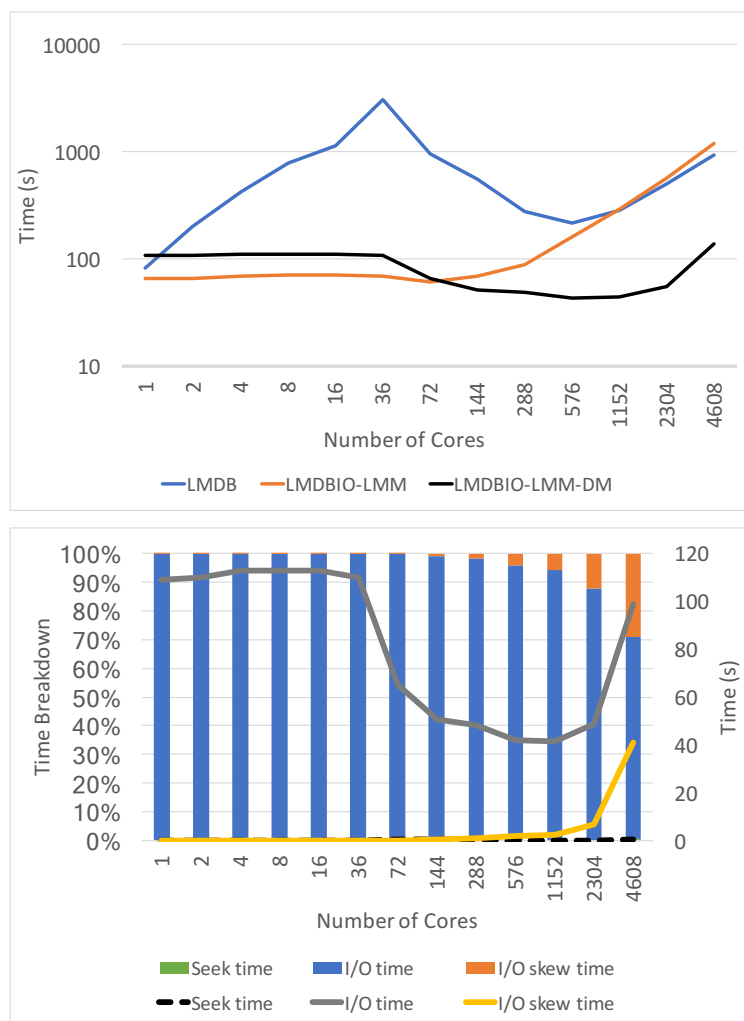 10000
1000
100
10
Time (s)
1 2 4 8 16 36 72 144 288 576 1152 2304 4608
Number of Cores
LMDB LMDBIO-LMM LMDBIO-LMM-DM
100%
90%
80%
70%
60%
50%
40%
30%
20%
10%
0%
Time Breakdown
120
100
80
60
40
20
0
Time (s)
1 2 4 8 16 36 72 144 288 576 1152 2304 4608
Number of Cores
Seek time I/O time I/O skew time
Seek time I/O time I/O skew time